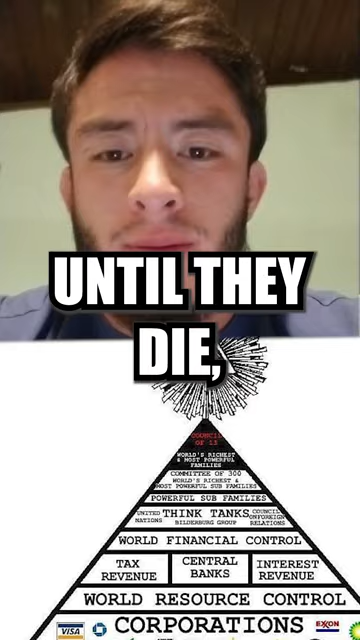 UNTIL THEY
DIE,
COUNCIL
OF 13
WORLD'S RICHEST
& MOST POWERFUL
FAMILIES
COMMITTEE OF 300
WORLD'S RICHEST &
MOST POWERFUL SUB FAMILIES
POWERFUL SUB FAMILIES
UNITED
NATIONS
THINK TANKS
BILDERBURG GROUP
COUNCIL
ONFOREIGN
RELATIONS
WORLD FINANCIAL CONTROL
TAX
REVENUE
CENTRAL
BANKS
INTEREST
REVENUE
WORLD RESOURCE CONTROL
VISA
CORPORATIONS
EXXON